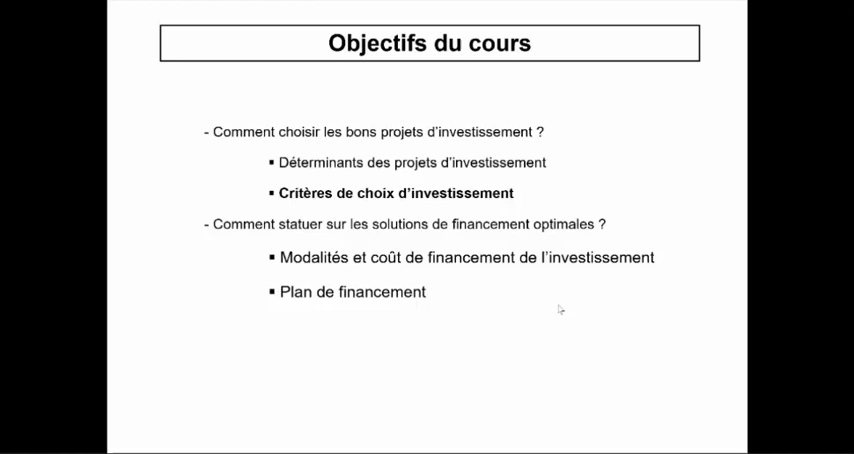 Objectifs du cours
- Comment choisir les bons projets d'investissement ?
▪ Déterminants des projets d'investissement
▪ Critères de choix d'investissement
- Comment statuer sur les solutions de financement optimales ?
▪ Modalités et coût de financement de l'investissement
▪ Plan de financement